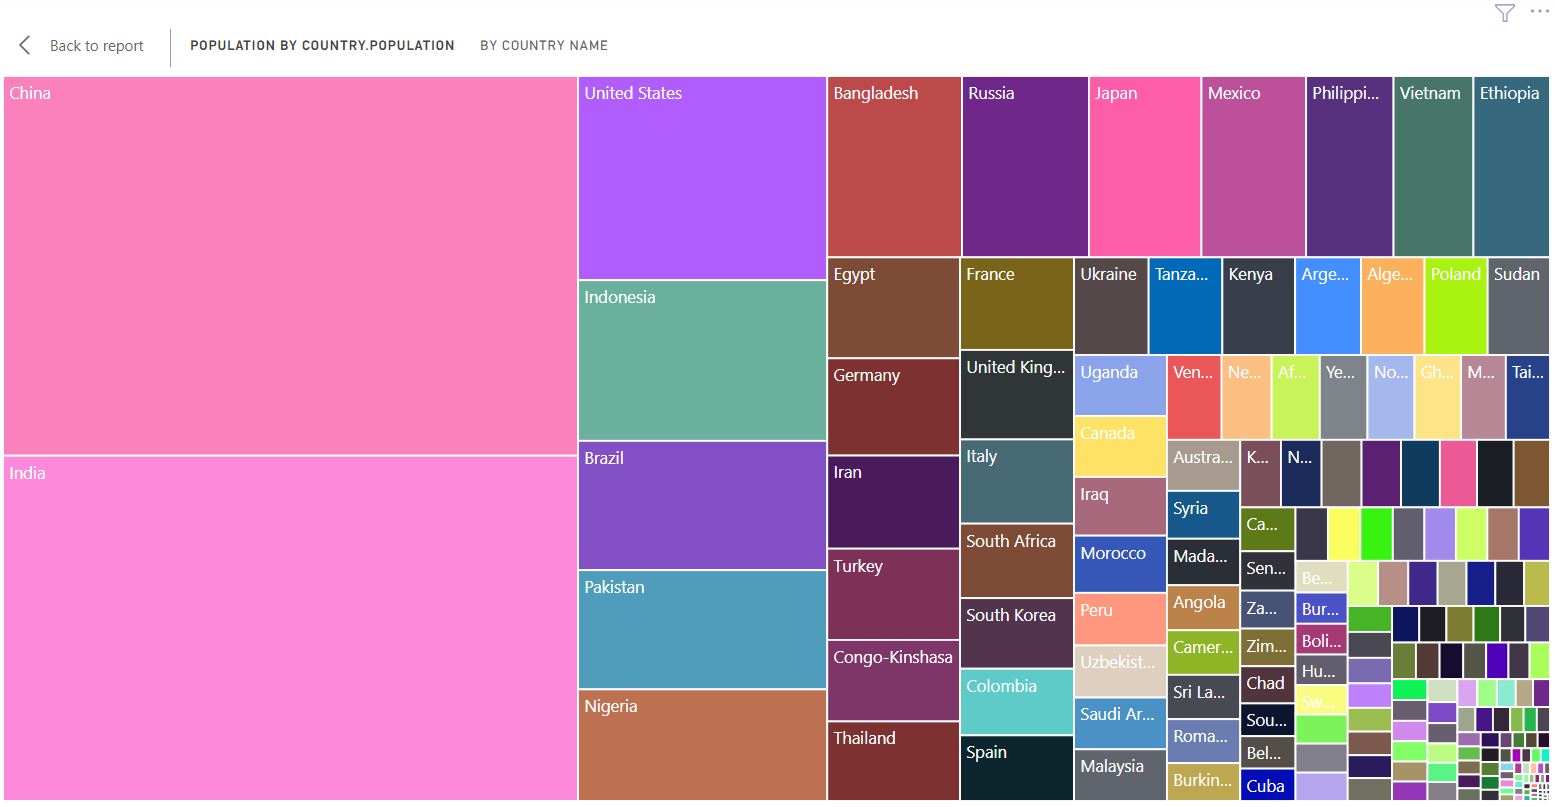 Back to report
POPULATION BY COUNTRY.POPULATION
BY COUNTRY NAME
China
United States
Bangladesh
Russia
Japan
Mexico
Philippi...
Vietnam
Ethiopia
Egypt
France
Ukraine
Tanza...
Kenya
Arge...
Alge...
Poland
Sudan
Indonesia
United King...
Uganda
Ven...
Ne...
Af...
Ye...
No...
Gh...
M...
Tai...
Germany
Canada
Brazil
Italy
Austra...
K...
N...
India
Iran
Iraq
Syria
Ca...
South Africa
Morocco
Mada...
Sen...
Be...
Turkey
Pakistan
South Korea
Peru
Angola
Za...
Bur...
Congo-Kinshasa
Uzbekist...
Camer...
Zim...
Boli...
Colombia
Saudi Ar...
Sri La...
Chad
Hu...
Nigeria
Sw...
Thailand
Spain
Malaysia
Roma...
Sou...
Bel...
Burkin...
Cuba